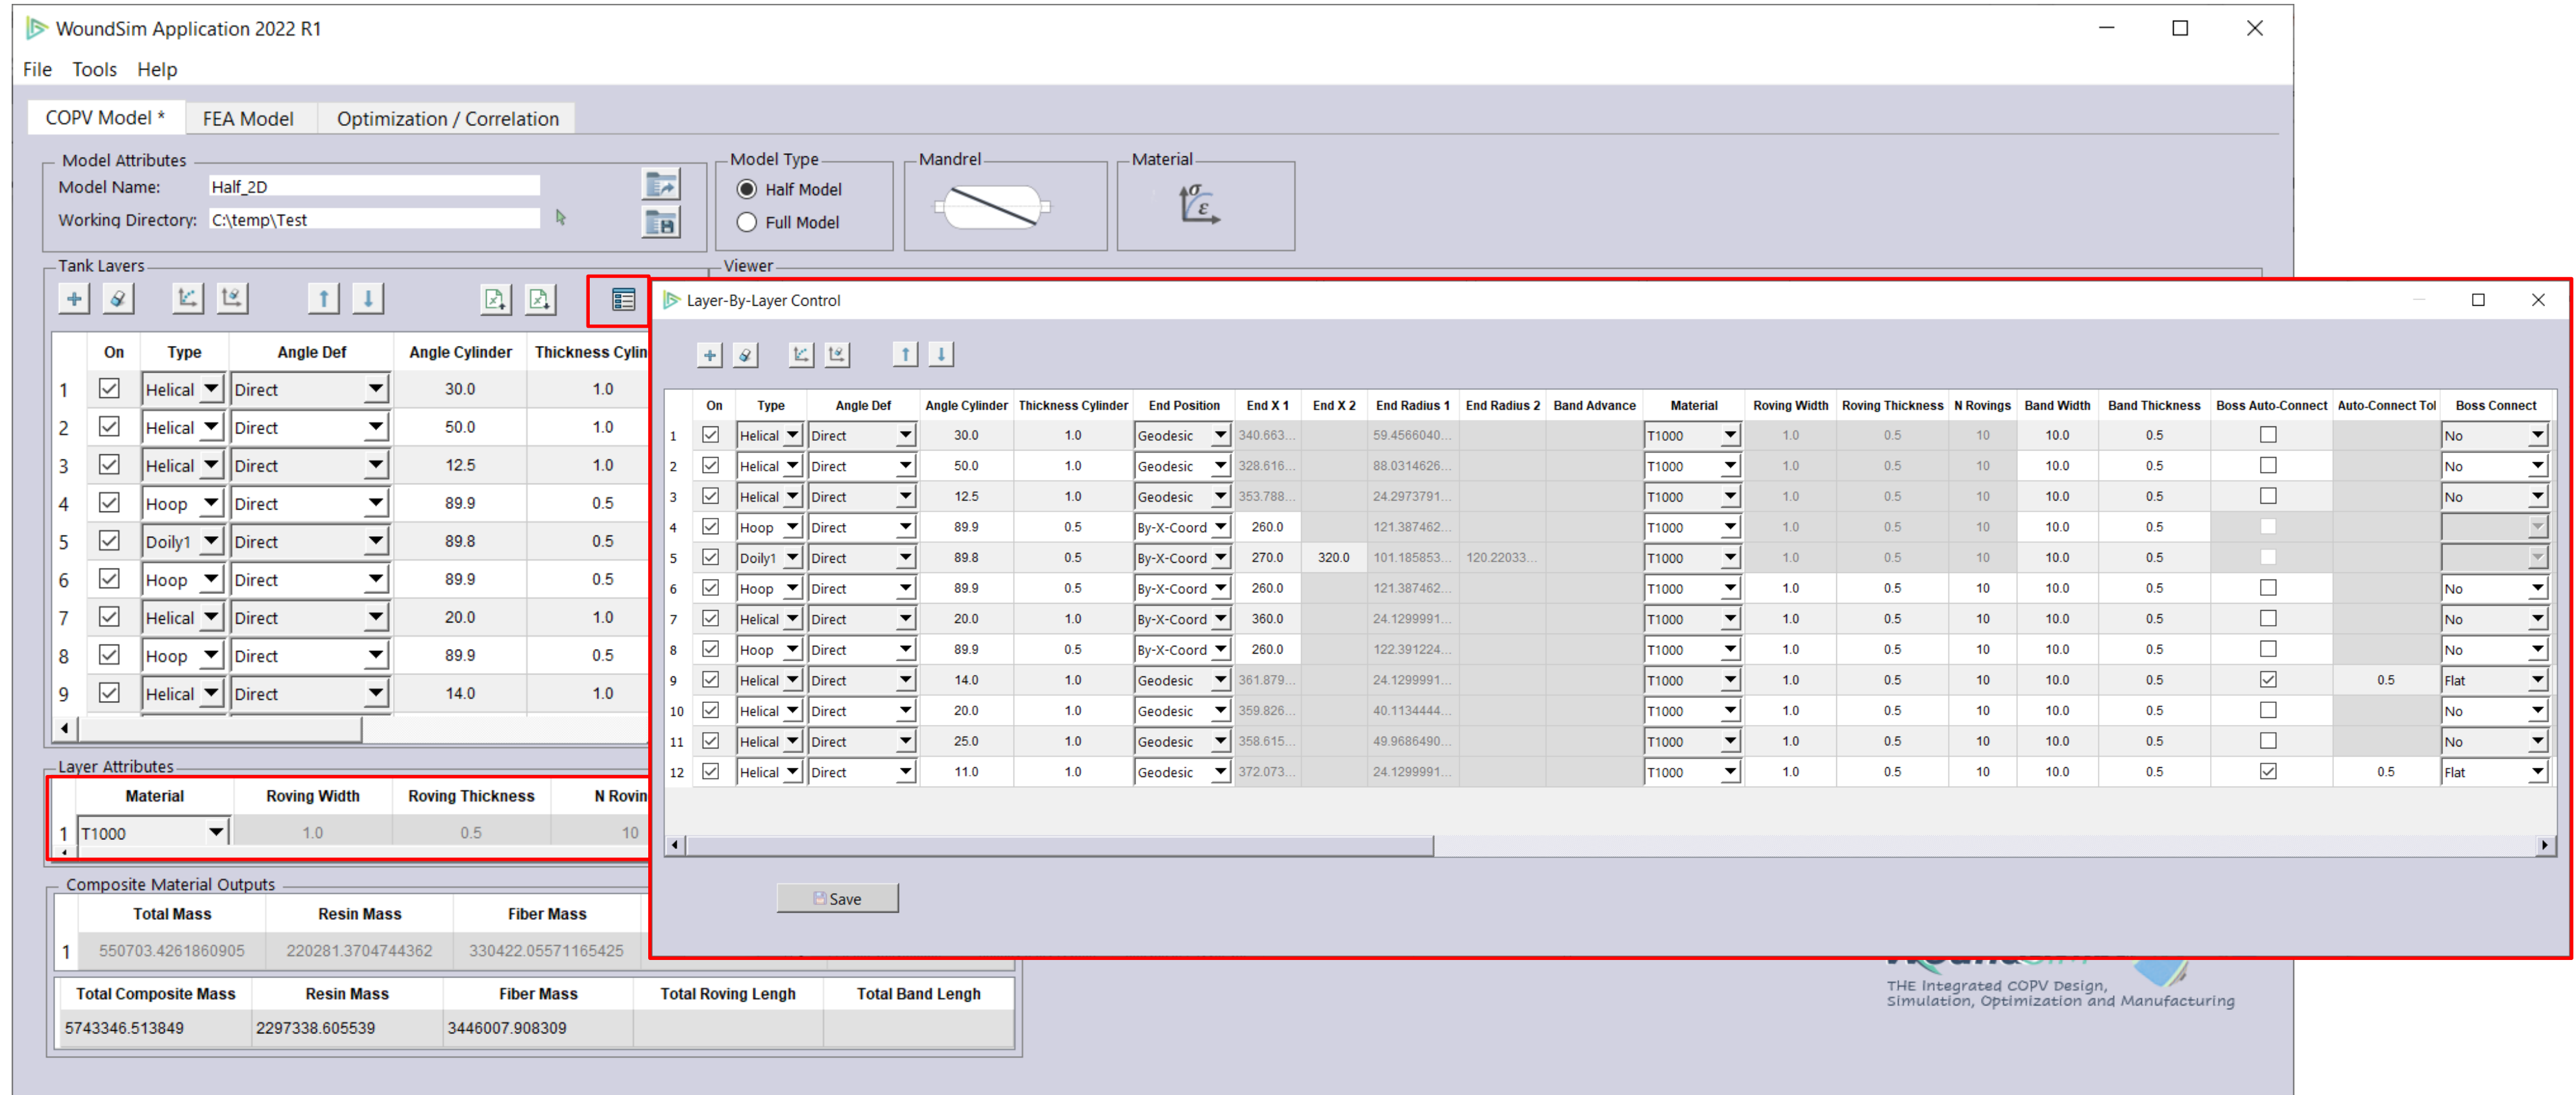 WoundSim Application 2022 R1
File Tools Help
COPV Model * FEA Model Optimization / Correlation
Model Attributes
Model Name: Half_2D
Working Directory: C:\temp\Test
Model Type
Half Model
Full Model
Mandrel
Material
σ
ε
Tank Layers
Viewer
On Type Angle Def Angle Cylinder Thickness Cylin
1 Helical Direct 30.0 1.0
2 Helical Direct 50.0 1.0
3 Helical Direct 12.5 1.0
4 Hoop Direct 89.9 0.5
5 Doily1 Direct 89.8 0.5
6 Hoop Direct 89.9 0.5
7 Helical Direct 20.0 1.0
8 Hoop Direct 89.9 0.5
9 Helical Direct 14.0 1.0
Layer Attributes
Material Roving Width Roving Thickness N Rovin
1 T1000 1.0 0.5 10
Composite Material Outputs
Total Mass Resin Mass Fiber Mass
1 550703.4261860905 220281.3704744362 330422.05571165425
Total Composite Mass Resin Mass Fiber Mass Total Roving Lengh Total Band Lengh
5743346.513849 2297338.605539 3446007.908309
Layer-By-Layer Control
On Type Angle Def Angle Cylinder Thickness Cylinder End Position End X 1 End X 2 End Radius 1 End Radius 2 Band Advance Material Roving Width Roving Thickness N Rovings Band Width Band Thickness Boss Auto-Connect Auto-Connect Tol Boss Connect
1 Helical Direct 30.0 1.0 Geodesic 340.663... 59.4566040... T1000 1.0 0.5 10 10.0 0.5 No
2 Helical Direct 50.0 1.0 Geodesic 328.616... 88.0314626... T1000 1.0 0.5 10 10.0 0.5 No
3 Helical Direct 12.5 1.0 Geodesic 353.788... 24.2973791... T1000 1.0 0.5 10 10.0 0.5 No
4 Hoop Direct 89.9 0.5 By-X-Coord 260.0 121.387462... T1000 1.0 0.5 10 10.0 0.5
5 Doily1 Direct 89.8 0.5 By-X-Coord 270.0 320.0 101.185853... 120.22033... T1000 1.0 0.5 10 10.0 0.5
6 Hoop Direct 89.9 0.5 By-X-Coord 260.0 121.387462... T1000 1.0 0.5 10 10.0 0.5 No
7 Helical Direct 20.0 1.0 By-X-Coord 360.0 24.1299991... T1000 1.0 0.5 10 10.0 0.5 No
8 Hoop Direct 89.9 0.5 By-X-Coord 260.0 122.391224... T1000 1.0 0.5 10 10.0 0.5 No
9 Helical Direct 14.0 1.0 Geodesic 361.879... 24.1299991... T1000 1.0 0.5 10 10.0 0.5 0.5 Flat
10 Helical Direct 20.0 1.0 Geodesic 359.826... 40.1134444... T1000 1.0 0.5 10 10.0 0.5 No
11 Helical Direct 25.0 1.0 Geodesic 358.615... 49.9686490... T1000 1.0 0.5 10 10.0 0.5 No
12 Helical Direct 11.0 1.0 Geodesic 372.073... 24.1299991... T1000 1.0 0.5 10 10.0 0.5 0.5 Flat
Save
THE Integrated COPV Design,
Simulation, Optimization and Manufacturing